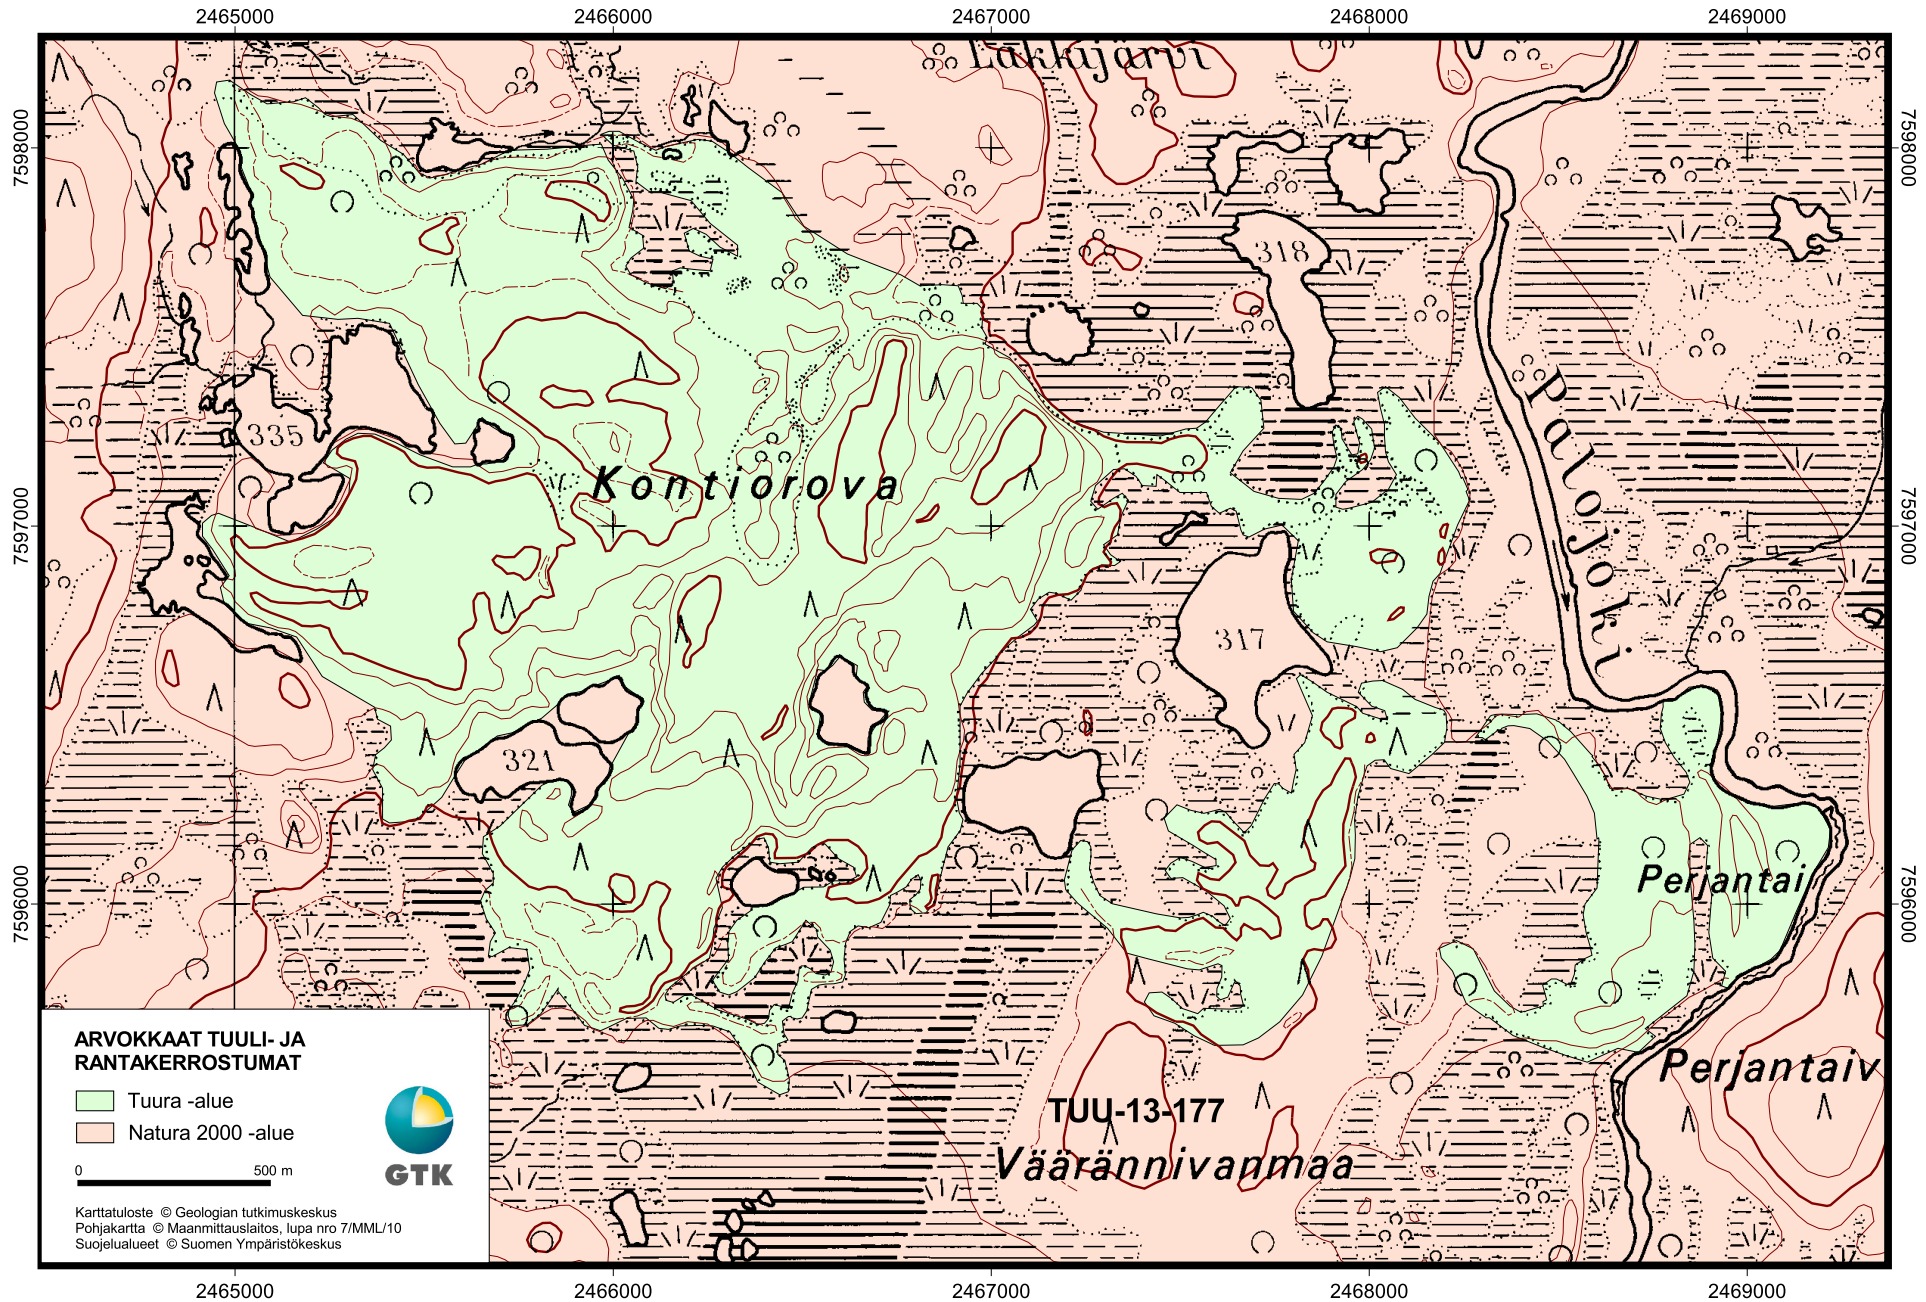 2465000 2466000 2467000 2468000 2469000
Lakkijärvi
7598000 7598000
318
Palojoki
335
Kontiorova
7597000 7597000
317
321
Perjantai
7596000 7596000
Perjantaiv
TUU-13-177
Väärännivanmaa
ARVOKKAAT TUULI- JA
RANTAKERROSTUMAT
Tuura -alue
Natura 2000 -alue
0 500 m
GTK
Karttatuloste © Geologian tutkimuskeskus
Pohjakartta © Maanmittauslaitos, lupa nro 7/MML/10
Suojelualueet © Suomen Ympäristökeskus
2465000 2466000 2467000 2468000 2469000